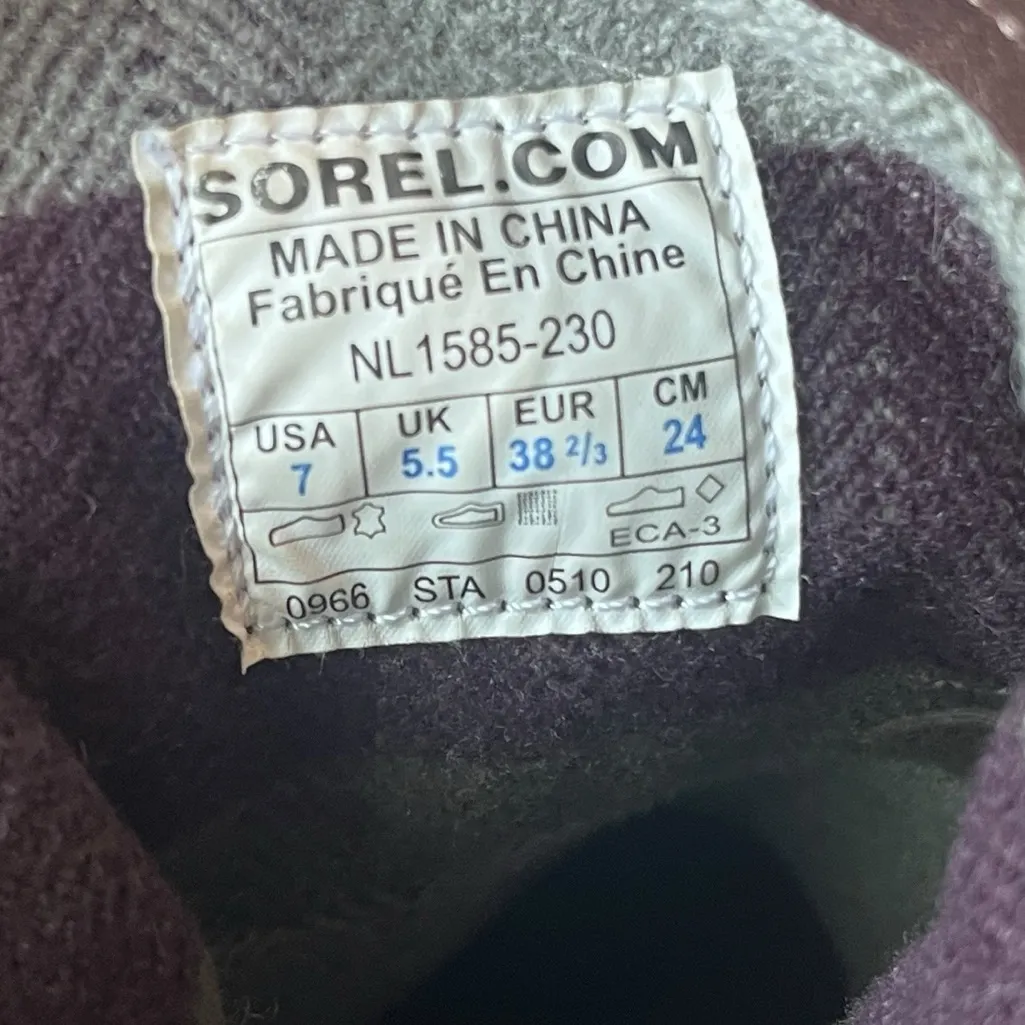 SOREL.COM
MADE IN CHINA
Fabriqué En Chine
NL1585-230
USA UK EUR CM
7 5.5 38 2/3 24
ECA-3
0966 STA 0510 210